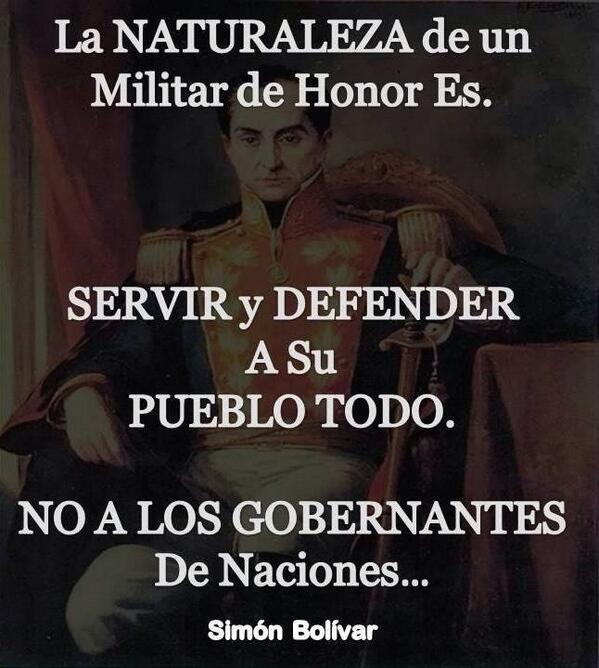 La NATURALEZA de un
Militar de Honor Es.
SERVIR y DEFENDER
A Su
PUEBLO TODO.
NO A LOS GOBERNANTES
De Naciones...
Simón Bolívar